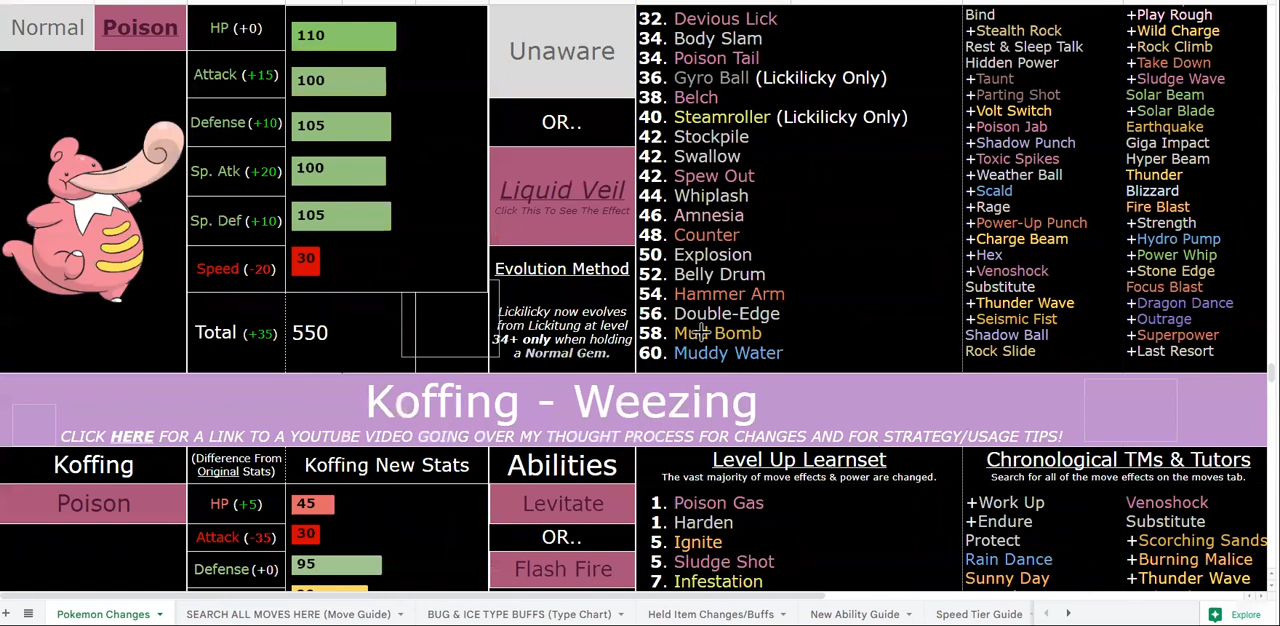 Normal Poison
HP (+0) 110
Attack (+15) 100
Defense (+10) 105
Sp. Atk (+20) 100
Sp. Def (+10) 105
Speed (-20) 30
Total (+35) 550
Unaware
OR..
Liquid Veil
Click This To See The Effect
Evolution Method
Lickilicky now evolves
from Lickitung at level
34+ only when holding
a Normal Gem.
32. Devious Lick
34. Body Slam
34. Poison Tail
36. Gyro Ball (Lickilicky Only)
38. Belch
40. Steamroller (Lickilicky Only)
42. Stockpile
42. Swallow
42. Spew Out
44. Whiplash
46. Amnesia
48. Counter
50. Explosion
52. Belly Drum
54. Hammer Arm
56. Double-Edge
58. Bomb
60. Muddy Water
Bind
+Stealth Rock
Rest & Sleep Talk
Hidden Power
+Taunt
+Parting Shot
+Volt Switch
+Poison Jab
+Shadow Punch
+Toxic Spikes
+Weather Ball
+Scald
+Rage
+Power-Up Punch
+Charge Beam
+Hex
+Venoshock
Substitute
+Thunder Wave
+Seismic Fist
Shadow Ball
Rock Slide
+Play Rough
+Wild Charge
+Rock Climb
+Take Down
+Sludge Wave
Solar Beam
+Solar Blade
Earthquake
Giga Impact
Hyper Beam
Thunder
Blizzard
Fire Blast
+Strength
+Hydro Pump
+Power Whip
+Stone Edge
Focus Blast
+Dragon Dance
+Outrage
+Superpower
+Last Resort
Koffing - Weezing
CLICK HERE FOR A LINK TO A YOUTUBE VIDEO GOING OVER MY THOUGHT PROCESS FOR CHANGES AND FOR STRATEGY/USAGE TIPS!
Koffing
(Difference From
Original Stats)
Koffing New Stats
Abilities
Level Up Learnset
The vast majority of move effects & power are changed.
Chronological TMs & Tutors
Search for all of the move effects on the moves tab.
Poison
HP (+5) 45
Attack (-35) 30
Defense (+0) 95
Levitate
OR..
Flash Fire
1. Poison Gas
1. Harden
5. Ignite
5. Sludge Shot
7. Infestation
+Work Up
+Endure
Protect
Rain Dance
Sunny Day
Venoshock
Substitute
+Scorching Sands
+Burning Malice
+Thunder Wave
+ Pokemon Changes SEARCH ALL MOVES HERE (Move Guide) BUG & ICE TYPE BUFFS (Type Chart) Held Item Changes/Buffs New Ability Guide Speed Tier Guide Explore